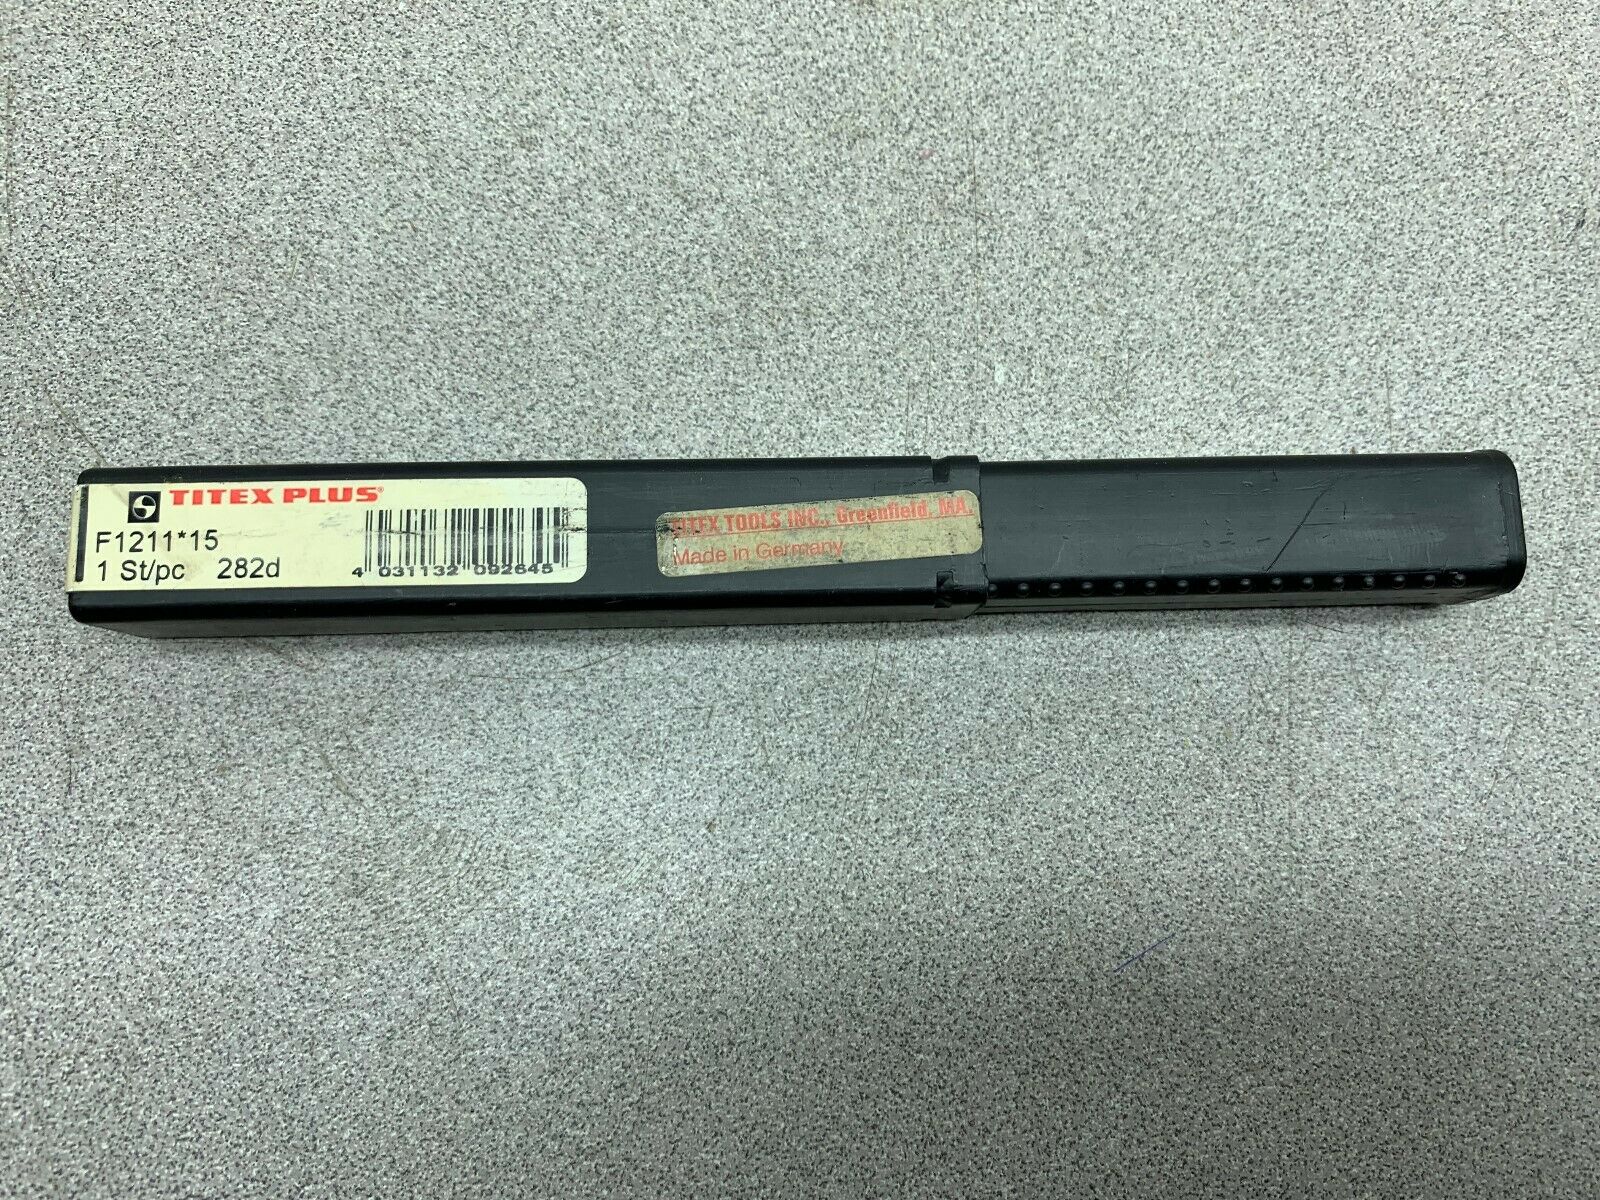 TITEX PLUS®
F1211*15
1 St/pc 282d
4 031132 092645
TITEX TOOLS INC., Greenfield, MA.
Made in Germany